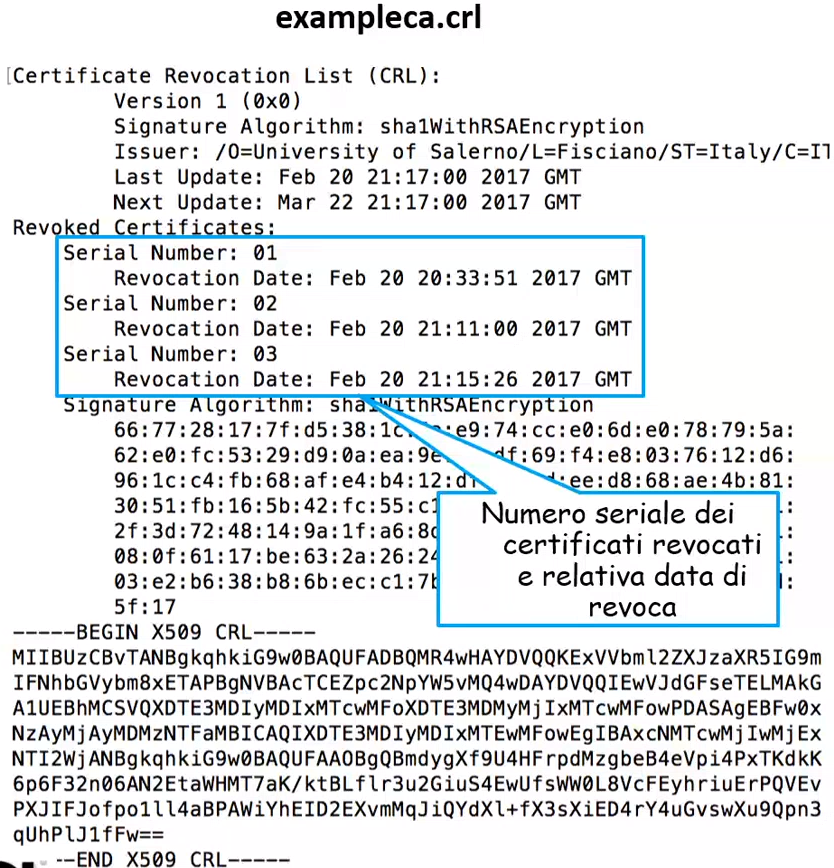 exampleca.crl
Certificate Revocation List (CRL):
Version 1 (0x0)
Signature Algorithm: sha1WithRSAEncryption
Issuer: /O=University of Salerno/L=Fisciano/ST=Italy/C=IT
Last Update: Feb 20 21:17:00 2017 GMT
Next Update: Mar 22 21:17:00 2017 GMT
Revoked Certificates:
Serial Number: 01
Revocation Date: Feb 20 20:33:51 2017 GMT
Serial Number: 02
Revocation Date: Feb 20 21:11:00 2017 GMT
Serial Number: 03
Revocation Date: Feb 20 21:15:26 2017 GMT
Signature Algorithm: sha1WithRSAEncryption
66:77:28:17:7f:d5:38:1c: :e9:74:cc:e0:6d:e0:78:79:5a:
62:e0:fc:53:29:d9:0a:ea:9e: df:69:f4:e8:03:76:12:d6:
96:1c:c4:fb:68:af:e4:b4:12: :ee:d8:68:ae:4b:81:
30:51:fb:16:5b:42:fc:55:
2f:3d:72:48:14:9a:1f:a6:
08:0f:61:17:be:63:2a:26:
03:e2:b6:38:b8:6b:ec:c1:
5f:17
Numero seriale dei
certificati revocati
e relativa data di
revoca
-----BEGIN X509 CRL-----
MIIBUzCBvTANBgkqhkiG9w0BAQUFADBQMR4wHAYDVQQKExVVbml2ZXJzaXR5IG9m
IFNhbGVybm8xETAPBgNVBAcTCEZpc2NpYW5vMQ4wDAYDVQQIEwVJdGFseTELMAkG
A1UEBhMCSVQXDTE3MDIyMDIxMTcwMFoXDTE3MDMyMjIxMTcwMFowPDASAgEBFw0x
NzAyMjAyMDMzNTFaMBICAQIXDTE3MDIyMDIxMTEwMFowEgIBAxcNMTcwMjIwMjEx
NTI2WjANBgkqhkiG9w0BAQUFAAOBgQBmdygXf9U4HFrpdMzgbeB4eVpi4PxTKdkK
6p6F32n06AN2EtaWHMT7aK/ktBLflr3u2GiuS4EwUfsWW0L8VcFEyhriuErPQVEv
PXJIFJofpo1ll4aBPAWiYhEID2EXvmMqJiQYdXl+fX3sXiED4rY4uGvswXu9Qpn3
qUhPlJ1fFw==
--END X509 CRL-----